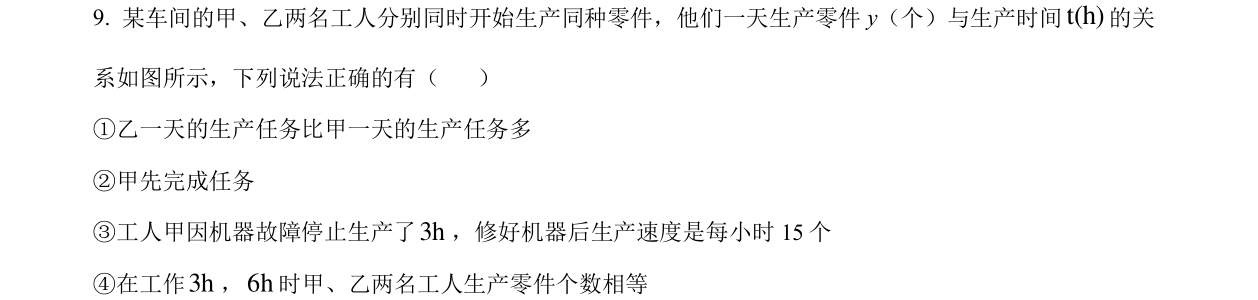 9. 某车间的甲、乙两名工人分别同时开始生产同种零件，他们一天生产零件 y（个）与生产时间 t(h) 的关
系如图所示，下列说法正确的有（  ）
①乙一天的生产任务比甲一天的生产任务多
②甲先完成任务
③工人甲因机器故障停止生产了 3h ，修好机器后生产速度是每小时 15 个
④在工作 3h ， 6h 时甲、乙两名工人生产零件个数相等